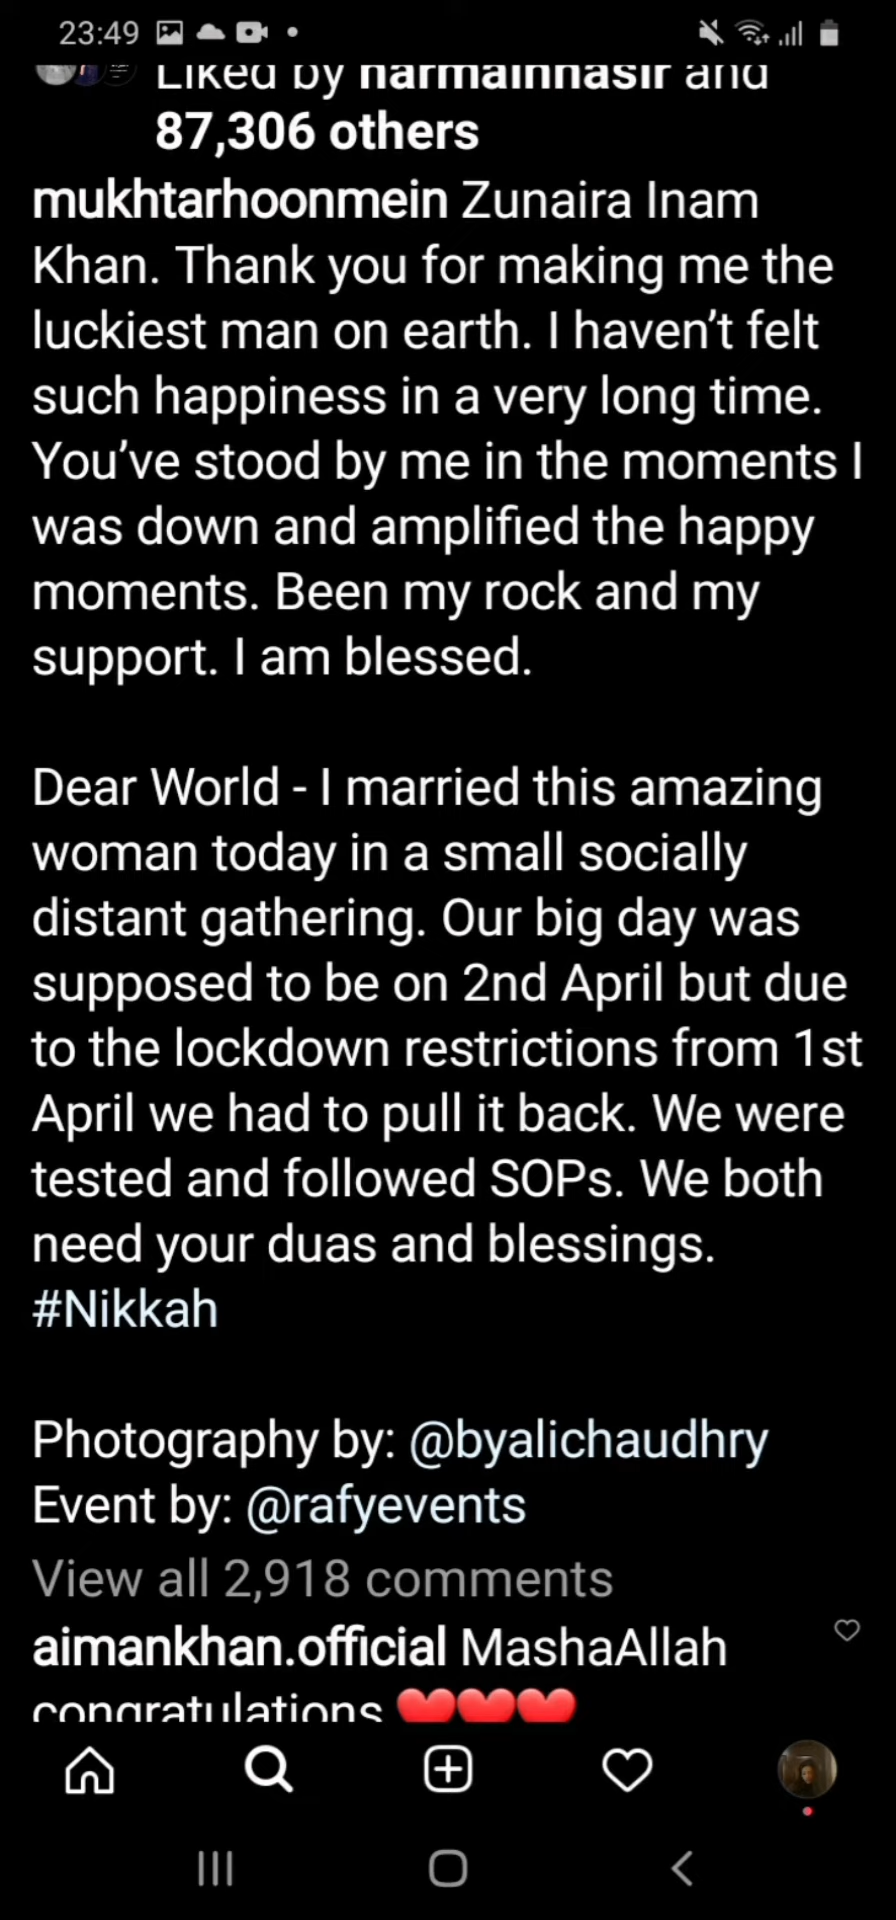 23:49
Liked by harmainnasir and
87,306 others
mukhtarhoonmein Zunaira Inam
Khan. Thank you for making me the
luckiest man on earth. I haven’t felt
such happiness in a very long time.
You’ve stood by me in the moments I
was down and amplified the happy
moments. Been my rock and my
support. I am blessed.
Dear World - I married this amazing
woman today in a small socially
distant gathering. Our big day was
supposed to be on 2nd April but due
to the lockdown restrictions from 1st
April we had to pull it back. We were
tested and followed SOPs. We both
need your duas and blessings.
#Nikkah
Photography by: @byalichaudhry
Event by: @rafyevents
View all 2,918 comments
aimankhan.official MashaAllah
congratulations ❤️❤️❤️